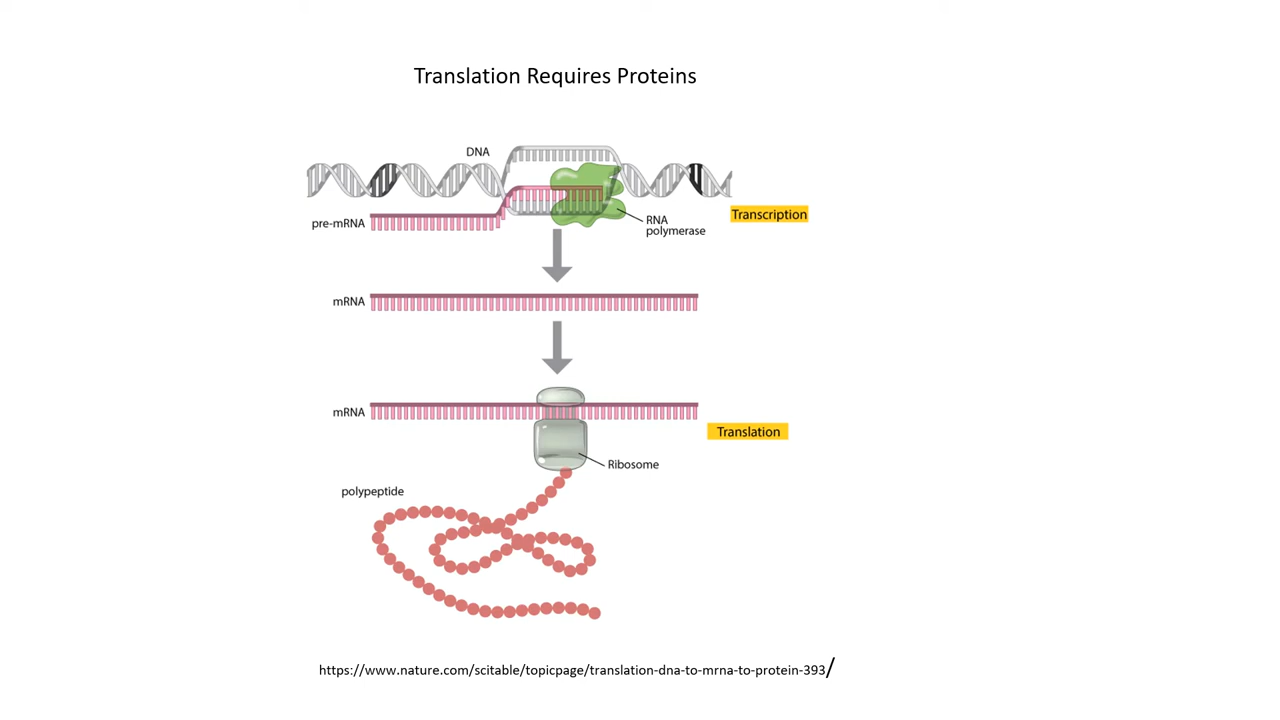 Translation Requires Proteins
DNA
pre-mRNA
RNA
polymerase
Transcription
mRNA
mRNA
Translation
Ribosome
polypeptide
https://www.nature.com/scitable/topicpage/translation-dna-to-mrna-to-protein-393/